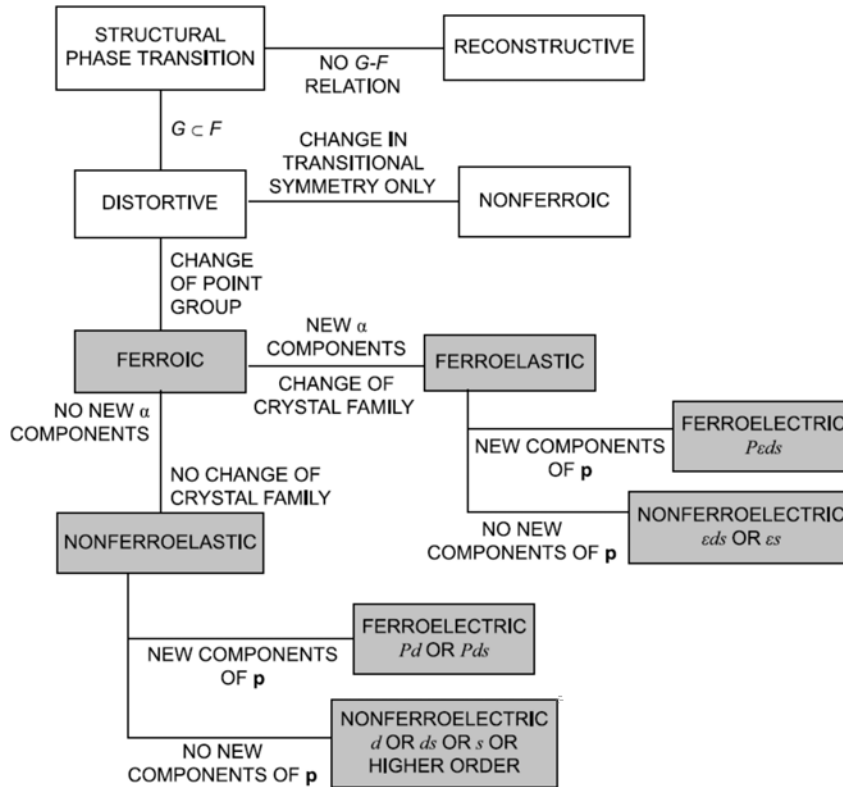 STRUCTURAL
PHASE TRANSITION
NO G-F
RELATION
RECONSTRUCTIVE
G ⊂ F
CHANGE IN
TRANSITIONAL
SYMMETRY ONLY
DISTORTIVE
NONFERROIC
CHANGE
OF POINT
GROUP
FERROIC
NEW α
COMPONENTS
CHANGE OF
CRYSTAL FAMILY
FERROELASTIC
NO NEW α
COMPONENTS
NO CHANGE OF
CRYSTAL FAMILY
NEW COMPONENTS
OF p
FERROELECTRIC
Pεds
NO NEW
COMPONENTS OF p
NONFERROELECTRIC
εds OR εs
NONFERROELASTIC
NEW COMPONENTS
OF p
FERROELECTRIC
Pd OR Pds
NO NEW
COMPONENTS OF p
NONFERROELECTRIC
d OR ds OR s OR
HIGHER ORDER